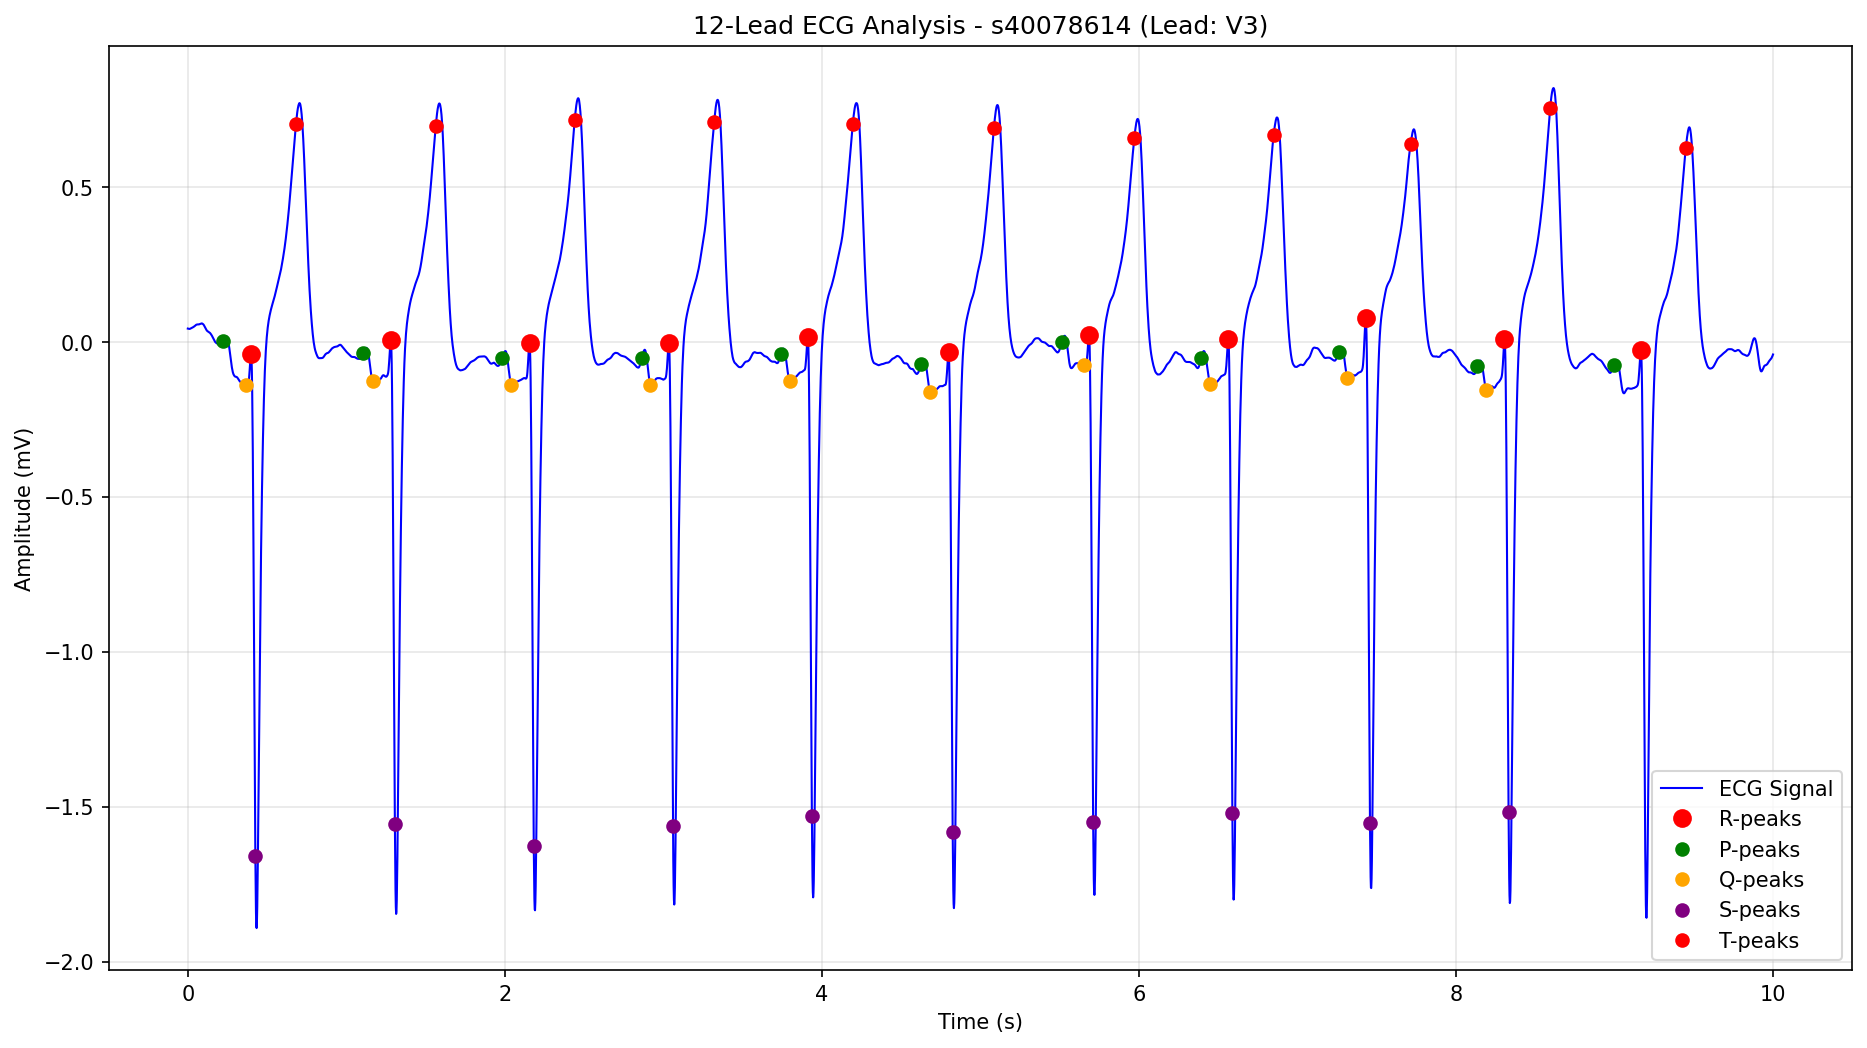 12-Lead ECG Analysis - s40078614 (Lead: V3)
0.5
0.0
−0.5
−1.0
−1.5
−2.0
Amplitude (mV)
0 2 4 6 8 10
Time (s)
ECG Signal
R-peaks
P-peaks
Q-peaks
S-peaks
T-peaks